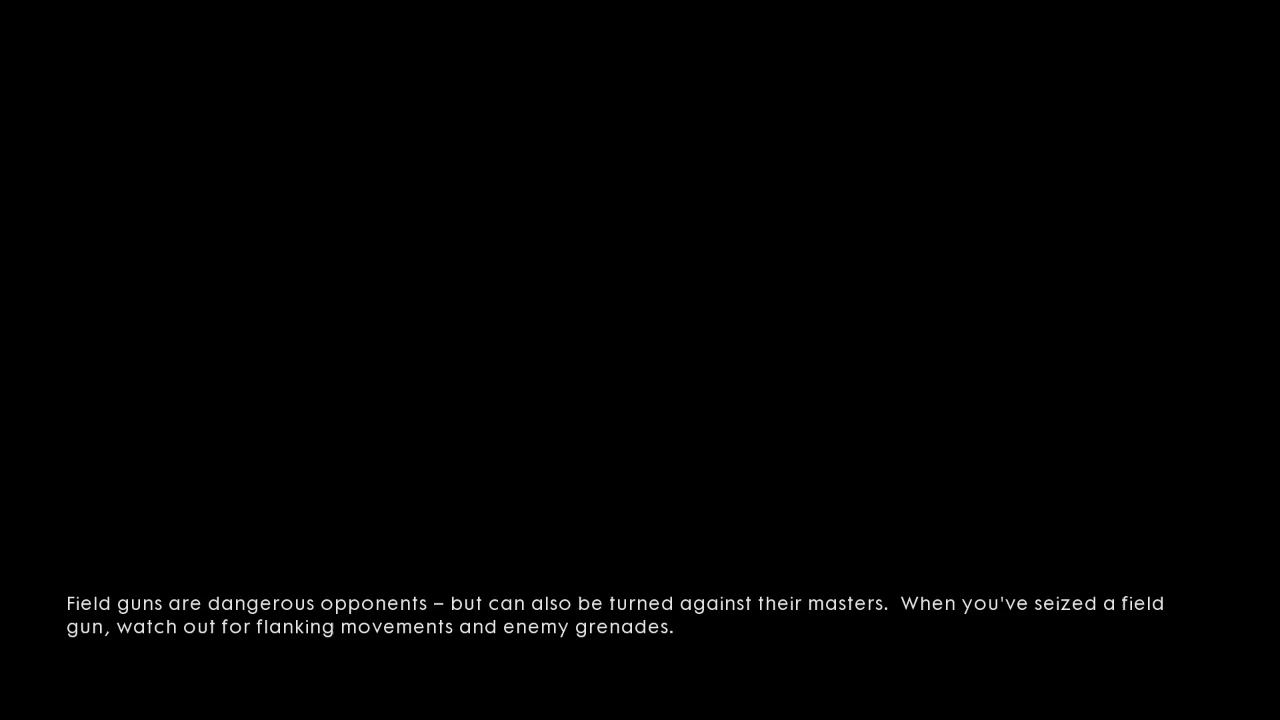 Field guns are dangerous opponents – but can also be turned against their masters.  When you've seized a field
gun, watch out for flanking movements and enemy grenades.